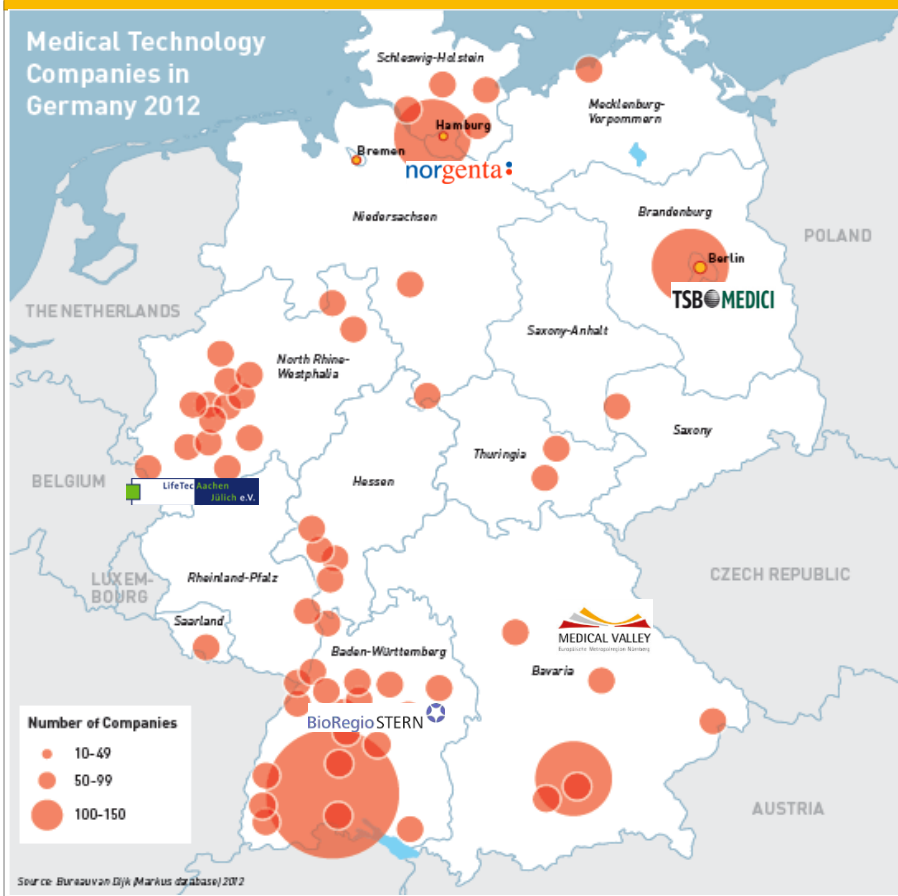 Medical Technology
Companies in
Germany 2012
Schleswig-Holstein
Mecklenburg-
Vorpommern
Hamburg
Bremen
norgenta:
Niedersachsen
Brandenburg
POLAND
Berlin
TSB MEDICI
THE NETHERLANDS
Saxony-Anhalt
North Rhine-
Westphalia
Saxony
Thuringia
Hessen
BELGIUM
LifeTecAachen
Jülich e.V.
LUXEM-
BOURG
Rheinland-Pfalz
CZECH REPUBLIC
Saarland
MEDICAL VALLEY
Europäische Metropolregion Nürnberg
Baden-Württemberg
Bavaria
BioRegioSTERN
Number of Companies
10-49
50-99
100-150
AUSTRIA
Source: Bureau van Dijk (Markus database) 2012